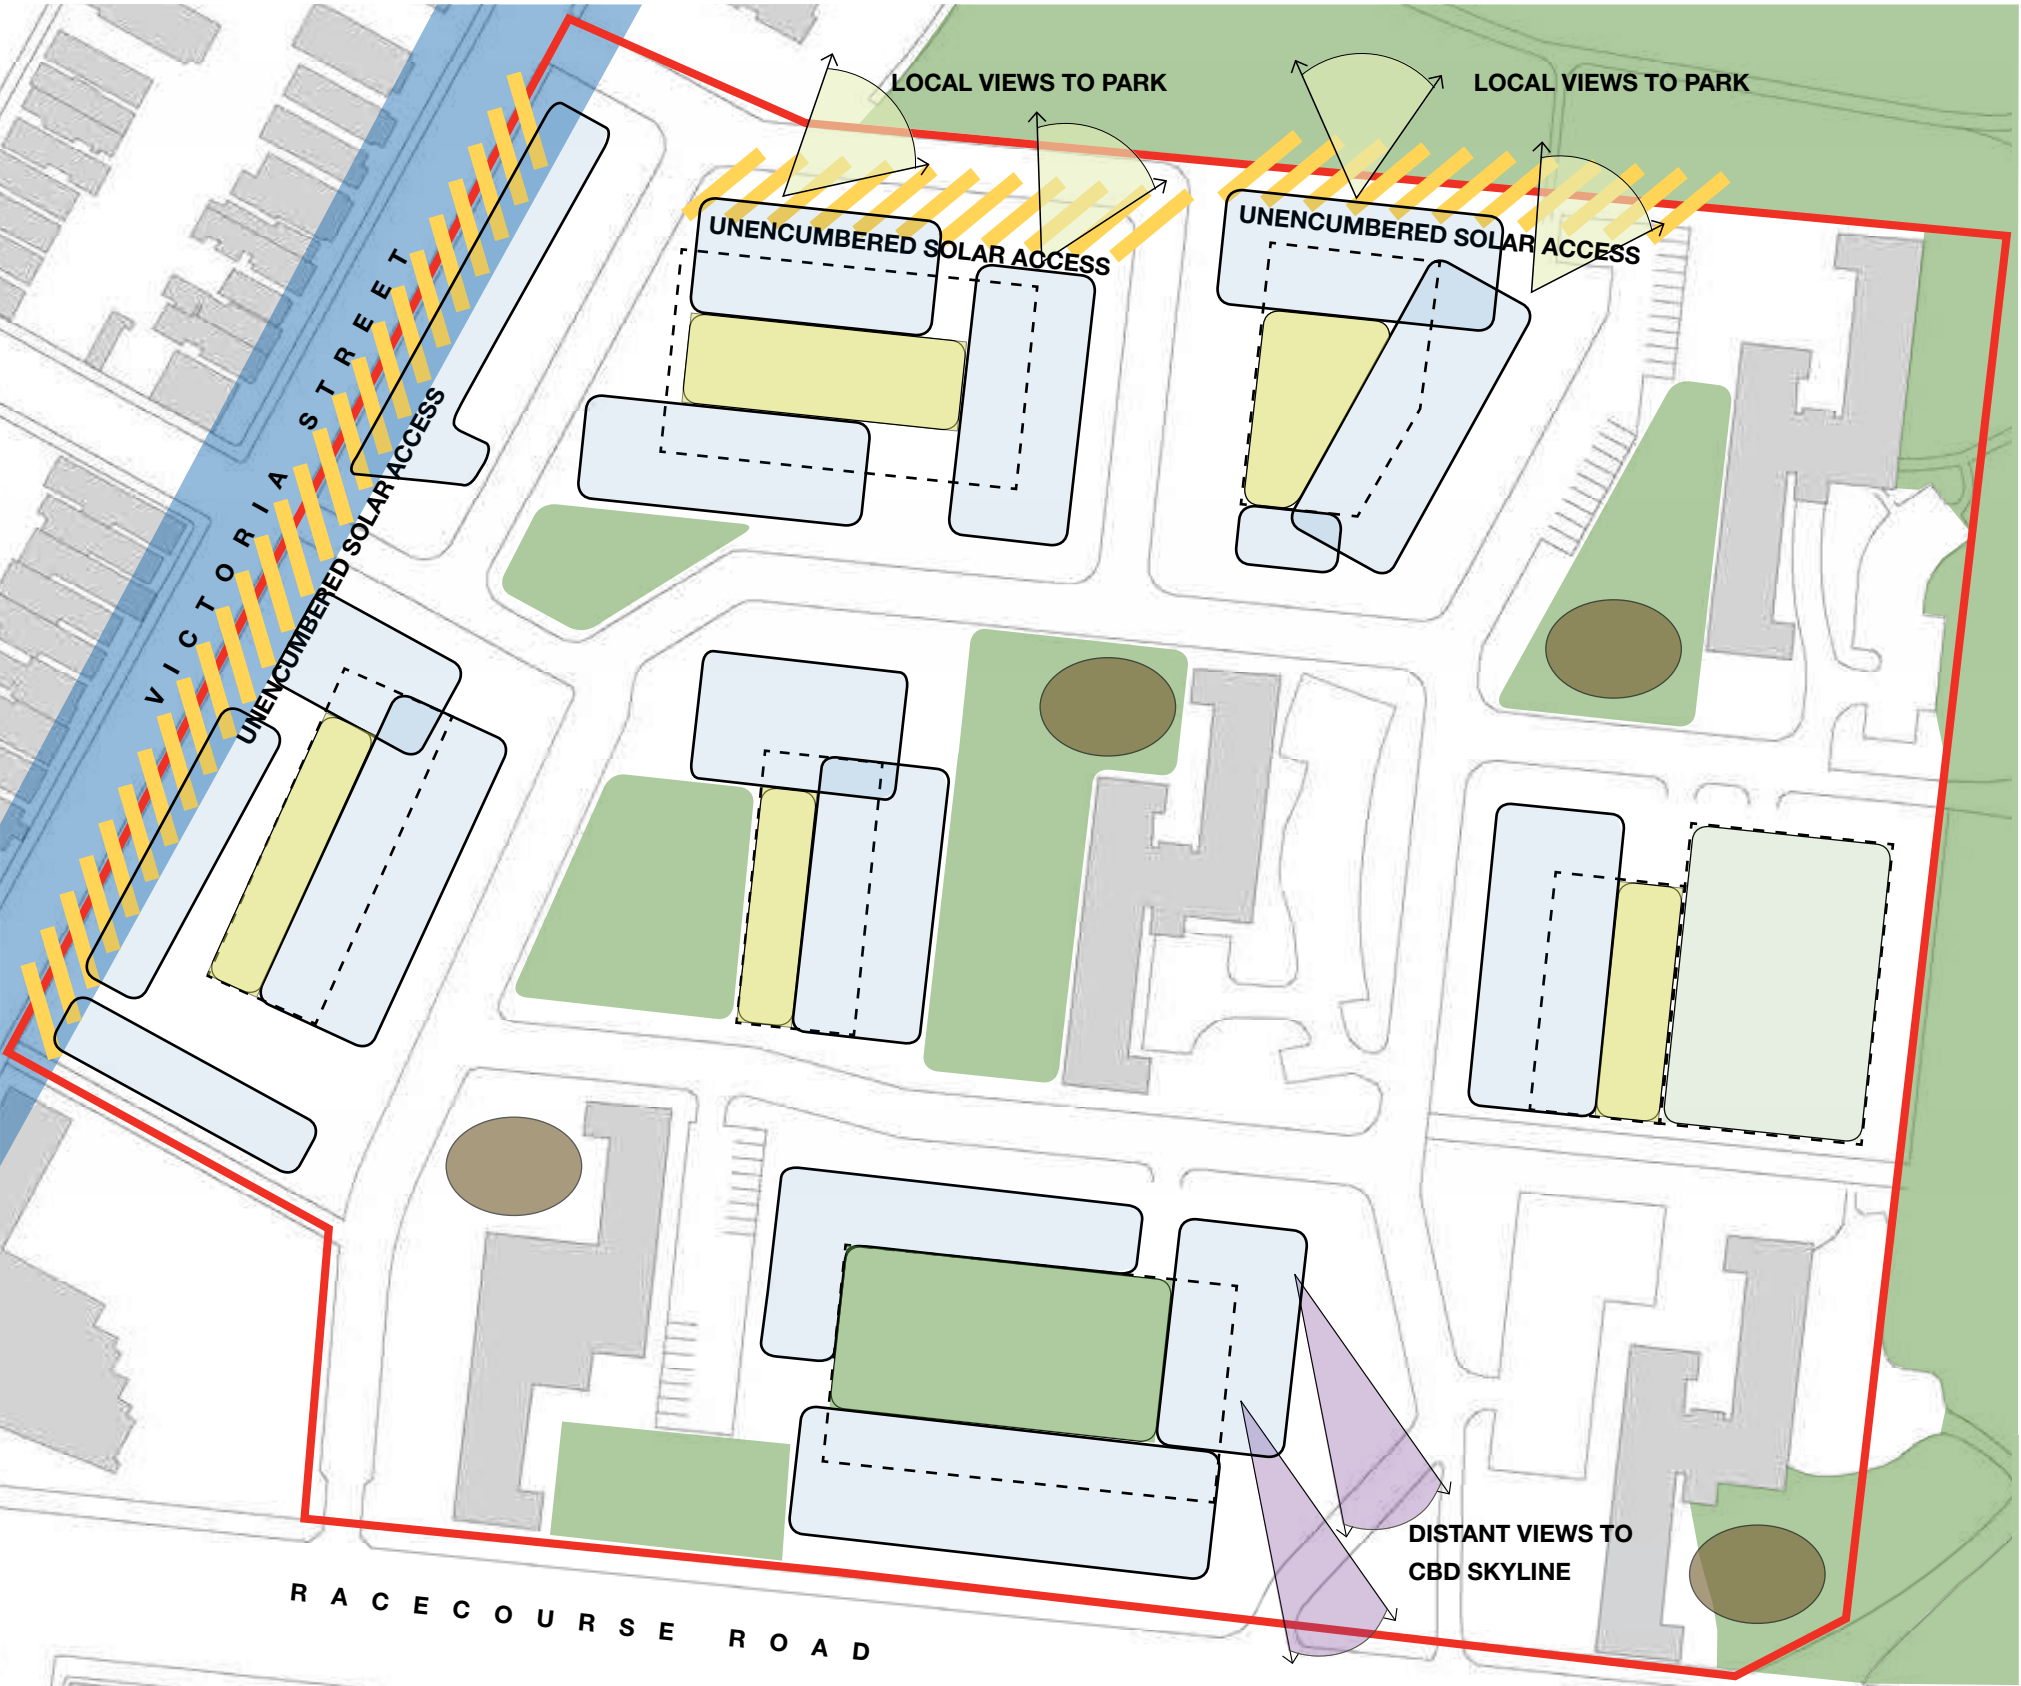 LOCAL VIEWS TO PARK
LOCAL VIEWS TO PARK
UNENCUMBERED SOLAR ACCESS
UNENCUMBERED SOLAR ACCESS
VICTORIA STREET
UNENCUMBERED SOLAR ACCESS
DISTANT VIEWS TO
CBD SKYLINE
RACECOURSE ROAD